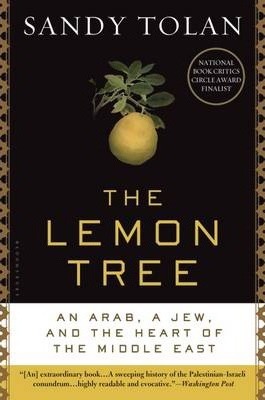 SANDY TOLAN
NATIONAL
BOOK CRITICS
CIRCLE AWARD
FINALIST
THE
LEMON
TREE
BLOOMSBURY
AN ARAB, A JEW,
AND THE HEART OF
THE MIDDLE EAST
"[An] extraordinary book...A sweeping history of the Palestinian-Israeli
conundrum...highly readable and evocative."—Washington Post